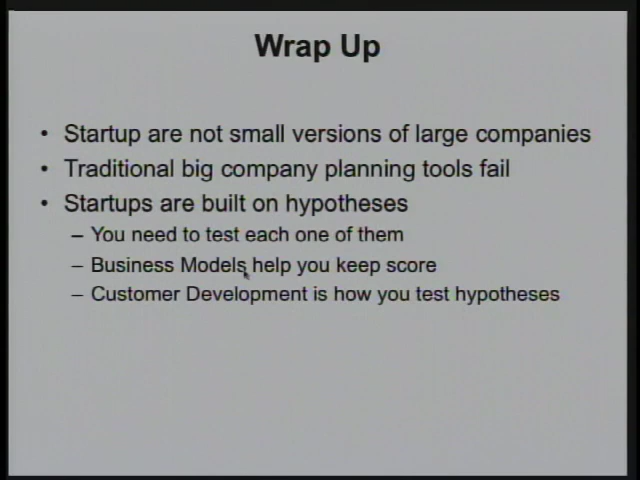 Wrap Up
• Startup are not small versions of large companies
• Traditional big company planning tools fail
• Startups are built on hypotheses
– You need to test each one of them
– Business Models help you keep score
– Customer Development is how you test hypotheses